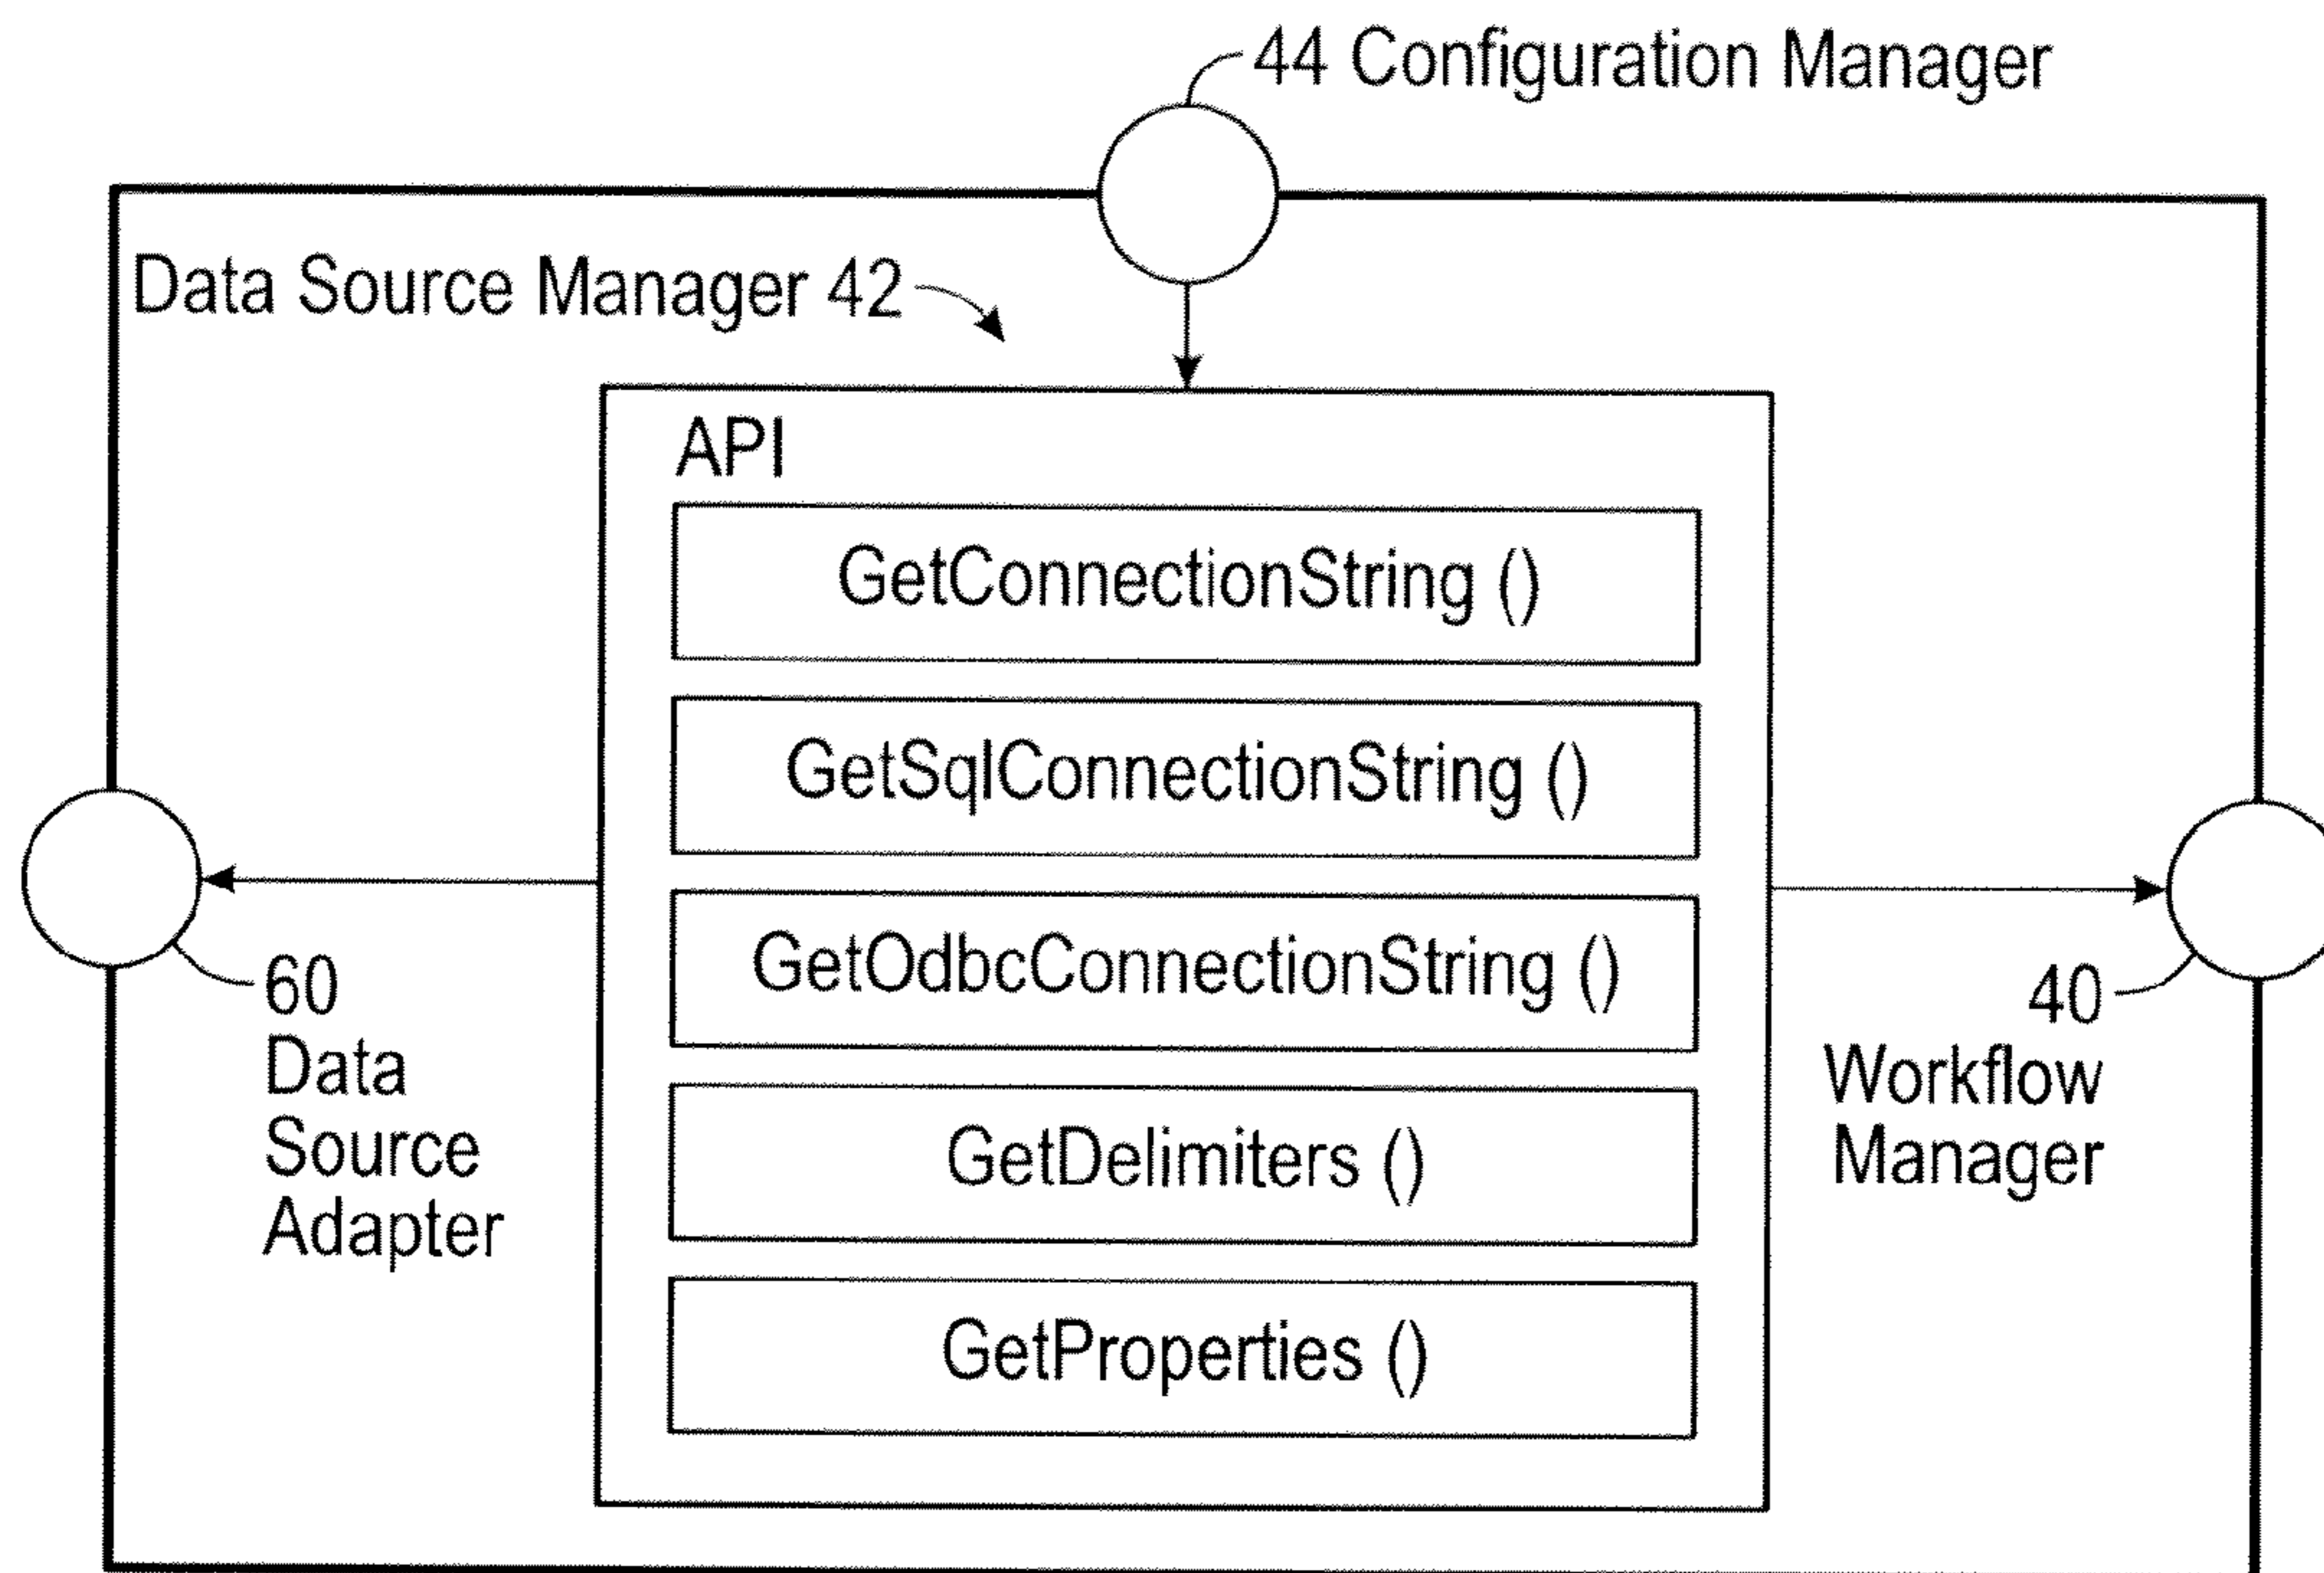 44 Configuration Manager
Data Source Manager 42
API
GetConnectionString ()
GetSqlConnectionString ()
GetOdbcConnectionString ()
GetDelimiters ()
GetProperties ()
60
Data
Source
Adapter
40
Workflow
Manager